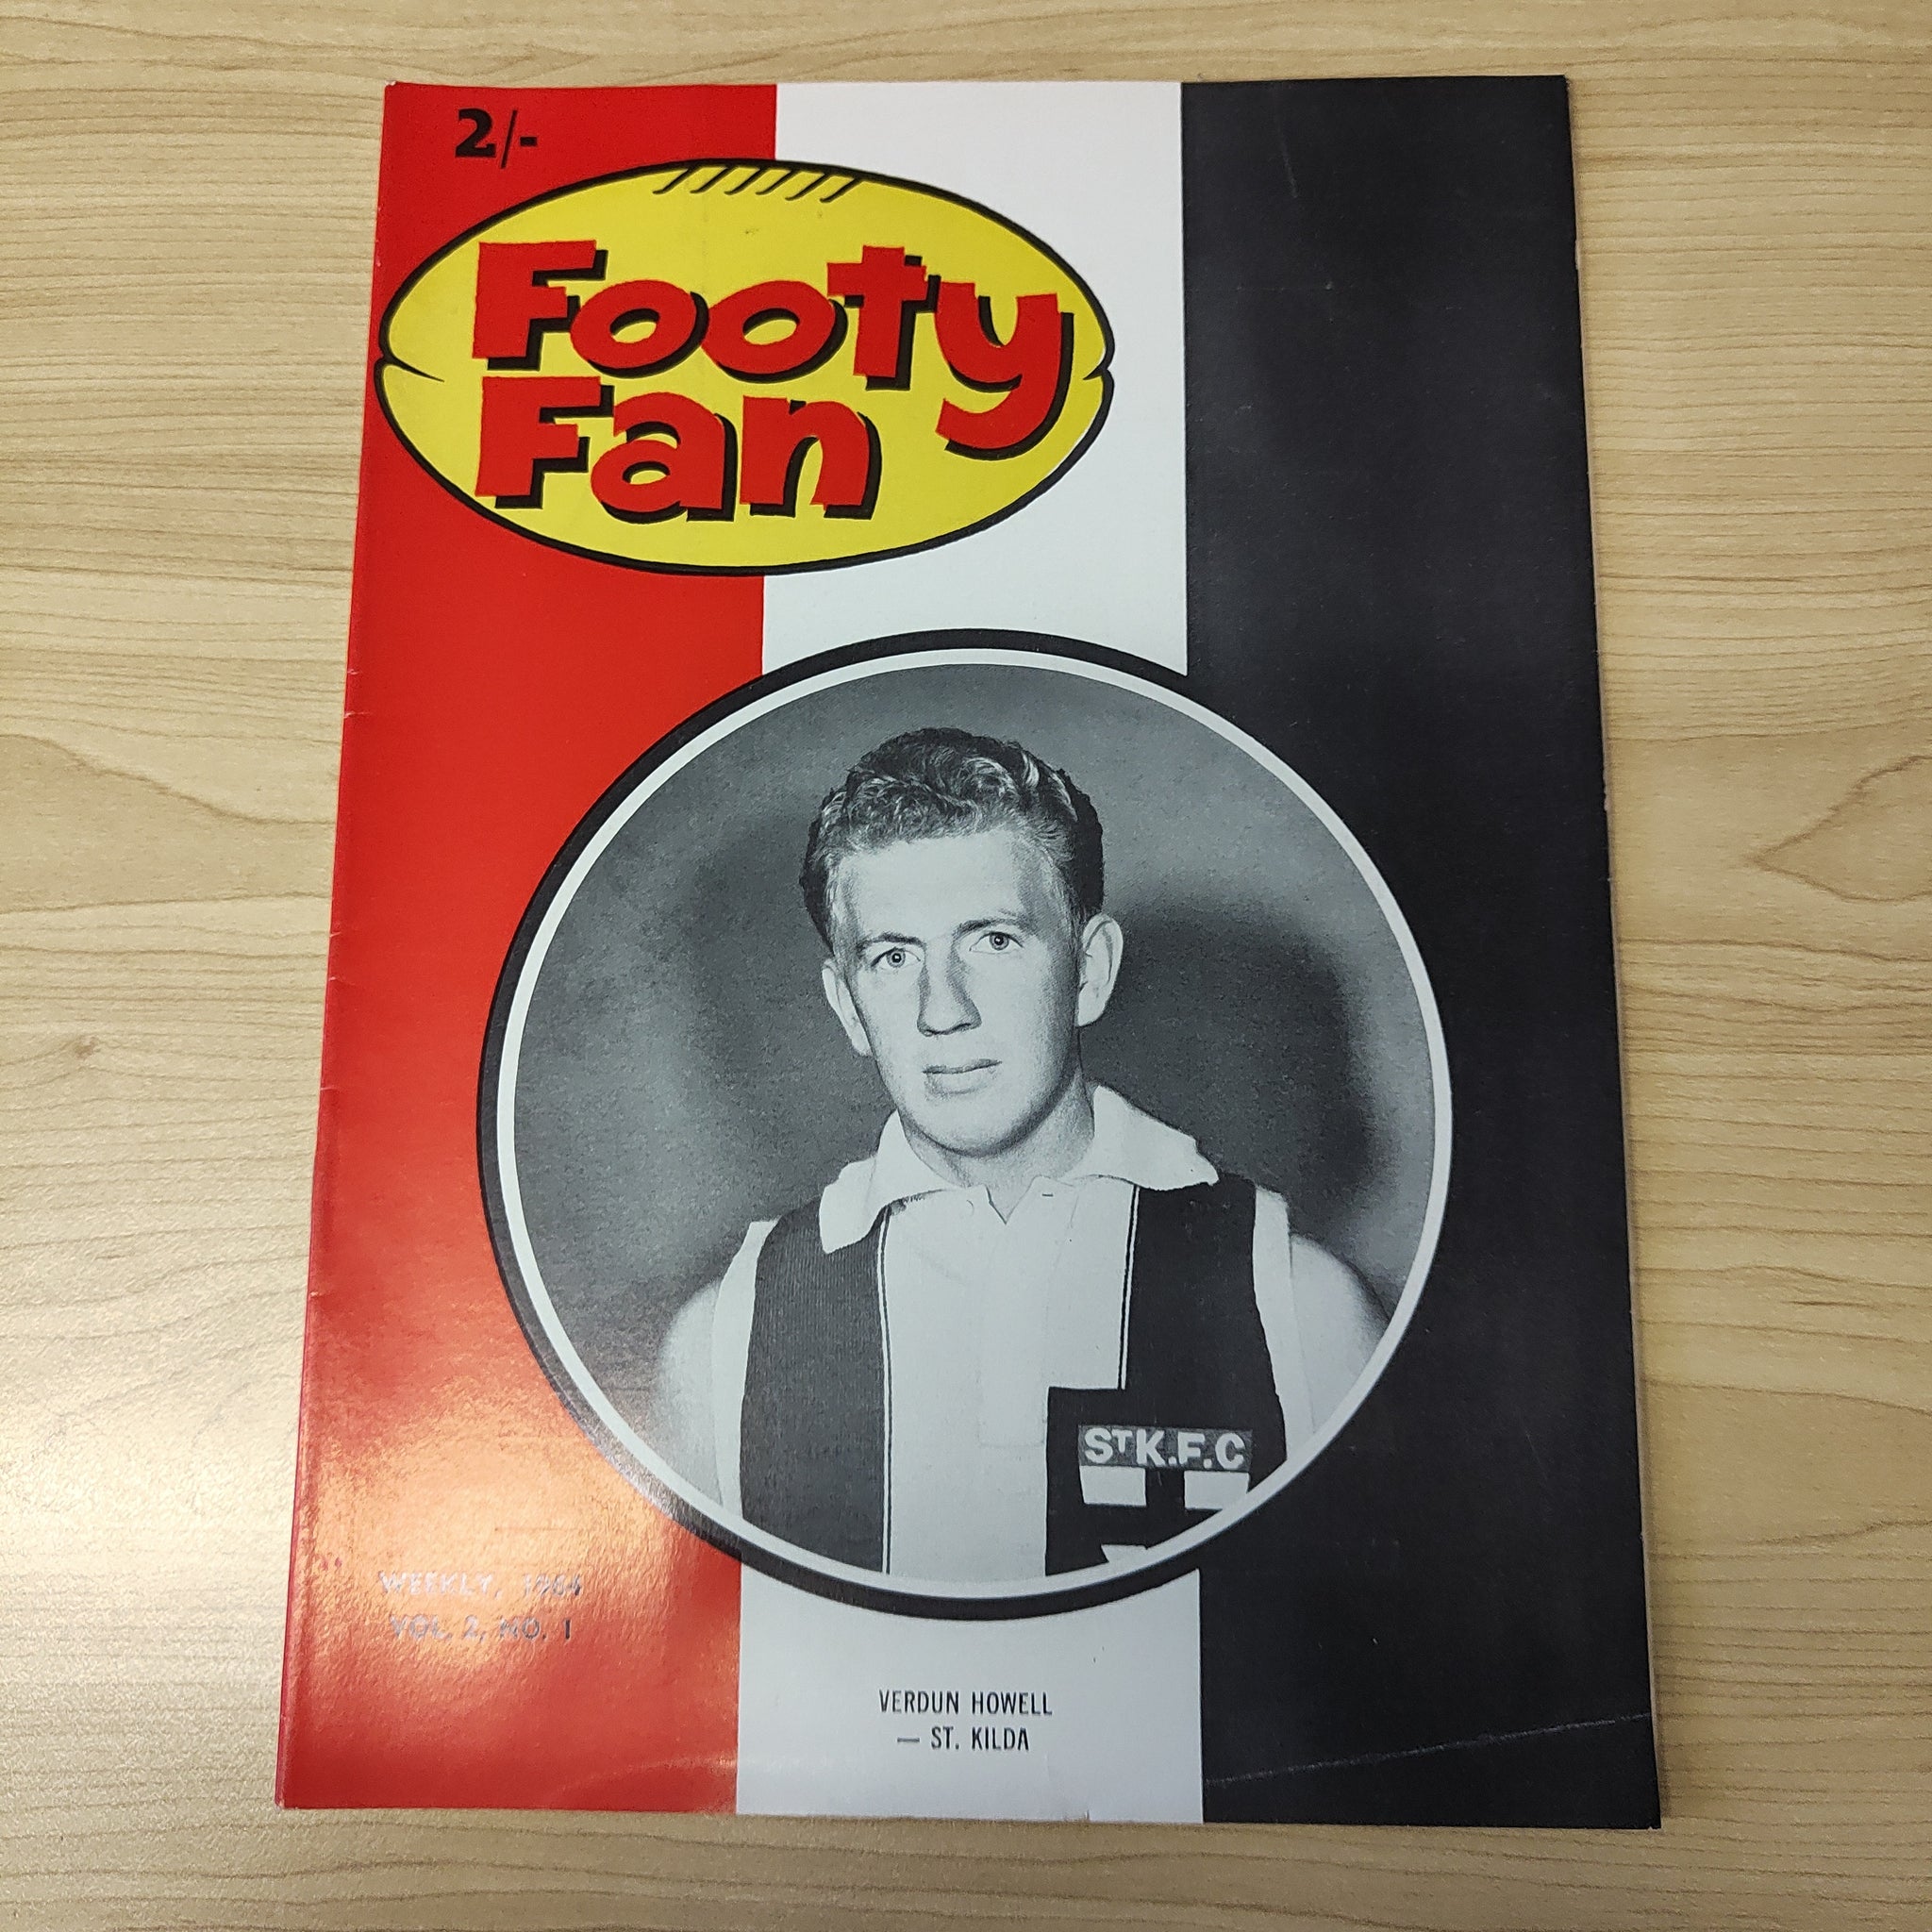 2/-
Footy
Fan
STK.F.C
WEEKLY, 1964
VOL. 2, NO. 1
VERDUN HOWELL
— ST. KILDA